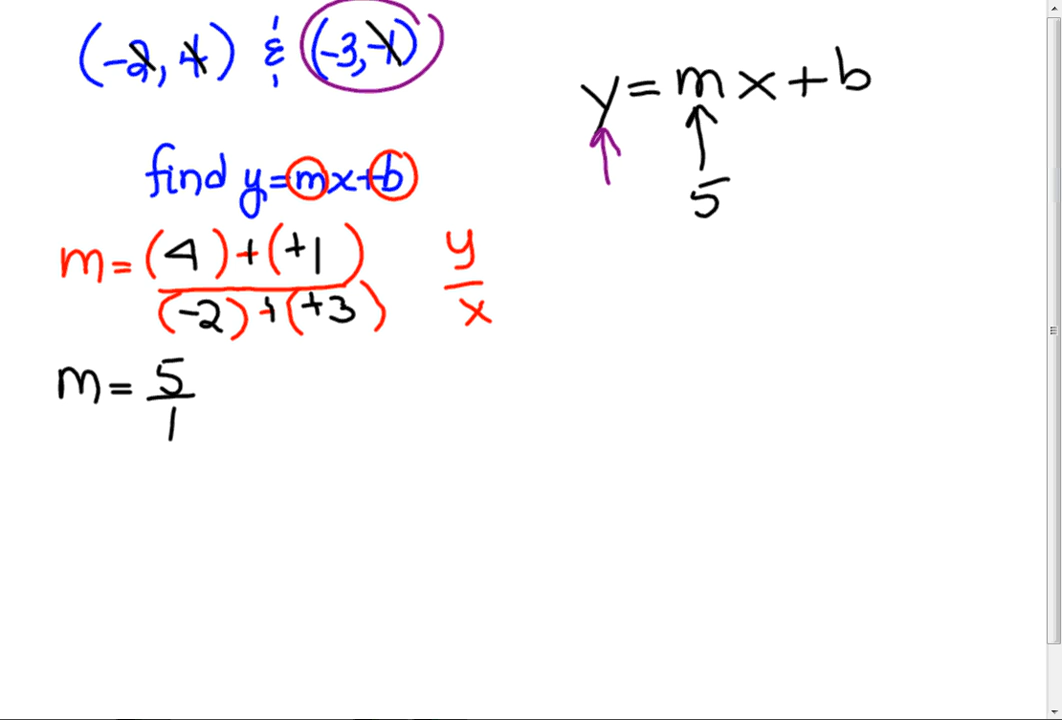 (-2, 4) & (-3, -1)
find y=mx+b
m = (4) + (+1)
(-2) + (+3)
y
x
m = 5
1
y = mx + b
5